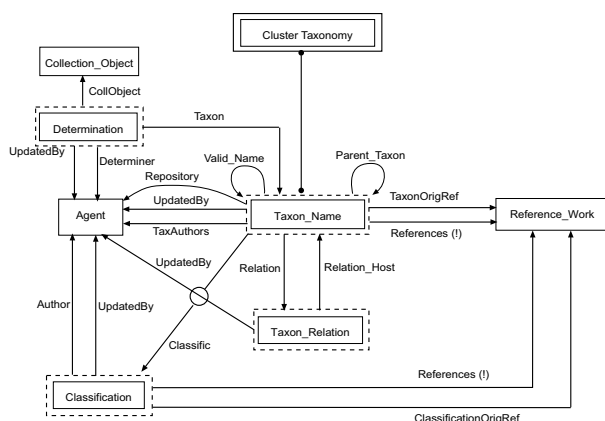 Cluster Taxonomy
Collection_Object
CollObject
Determination
Taxon
UpdatedBy
Determiner
Valid_Name
Parent_Taxon
Repository
Agent
UpdatedBy
Taxon_Name
TaxonOrigRef
Reference_Work
TaxAuthors
References (!)
UpdatedBy
Relation
Relation_Host
Author
UpdatedBy
Taxon_Relation
Classific
References (!)
Classification
ClassificationOrigRef